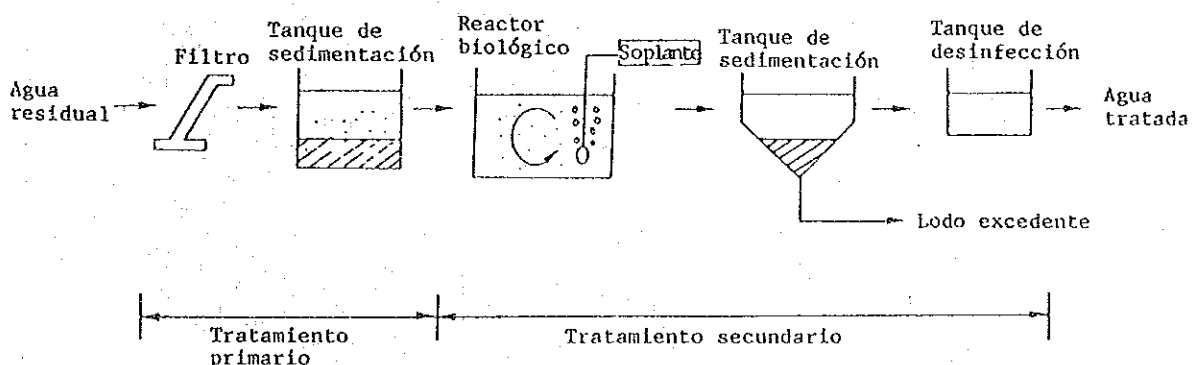 Agua
residual
Filtro
Tanque de
sedimentación
Reactor
biológico
Soplante
Tanque de
sedimentación
Tanque de
desinfección
Agua
tratada
Lodo excedente
Tratamiento
primario
Tratamiento secundario